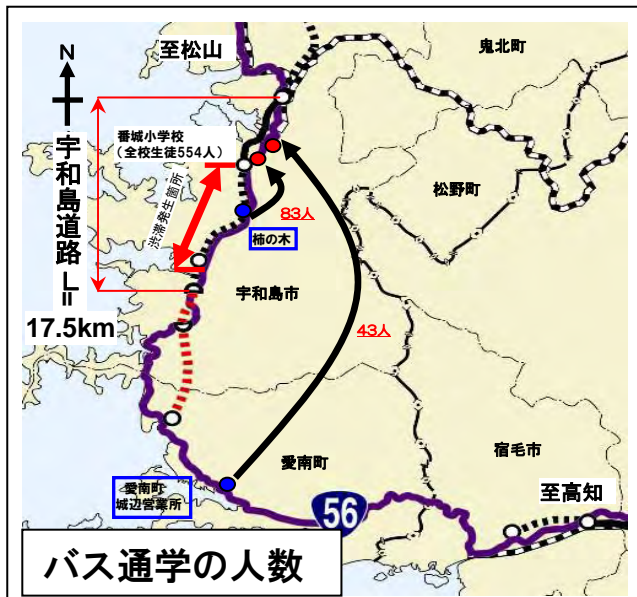 至松山
鬼北町
N
番城小学校
(全校生徒554人)
宇和島道路 L=
17.5km
渋滞発生箇所
松野町
83人
柿の木
宇和島市
43人
愛南町
宿毛市
愛南町
城辺営業所
至高知
56
バス通学の人数